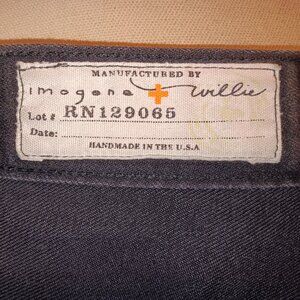 MANUFACTURED BY
imogene + willie
Lot # RN129065
Date:
HANDMADE IN THE U.S.A